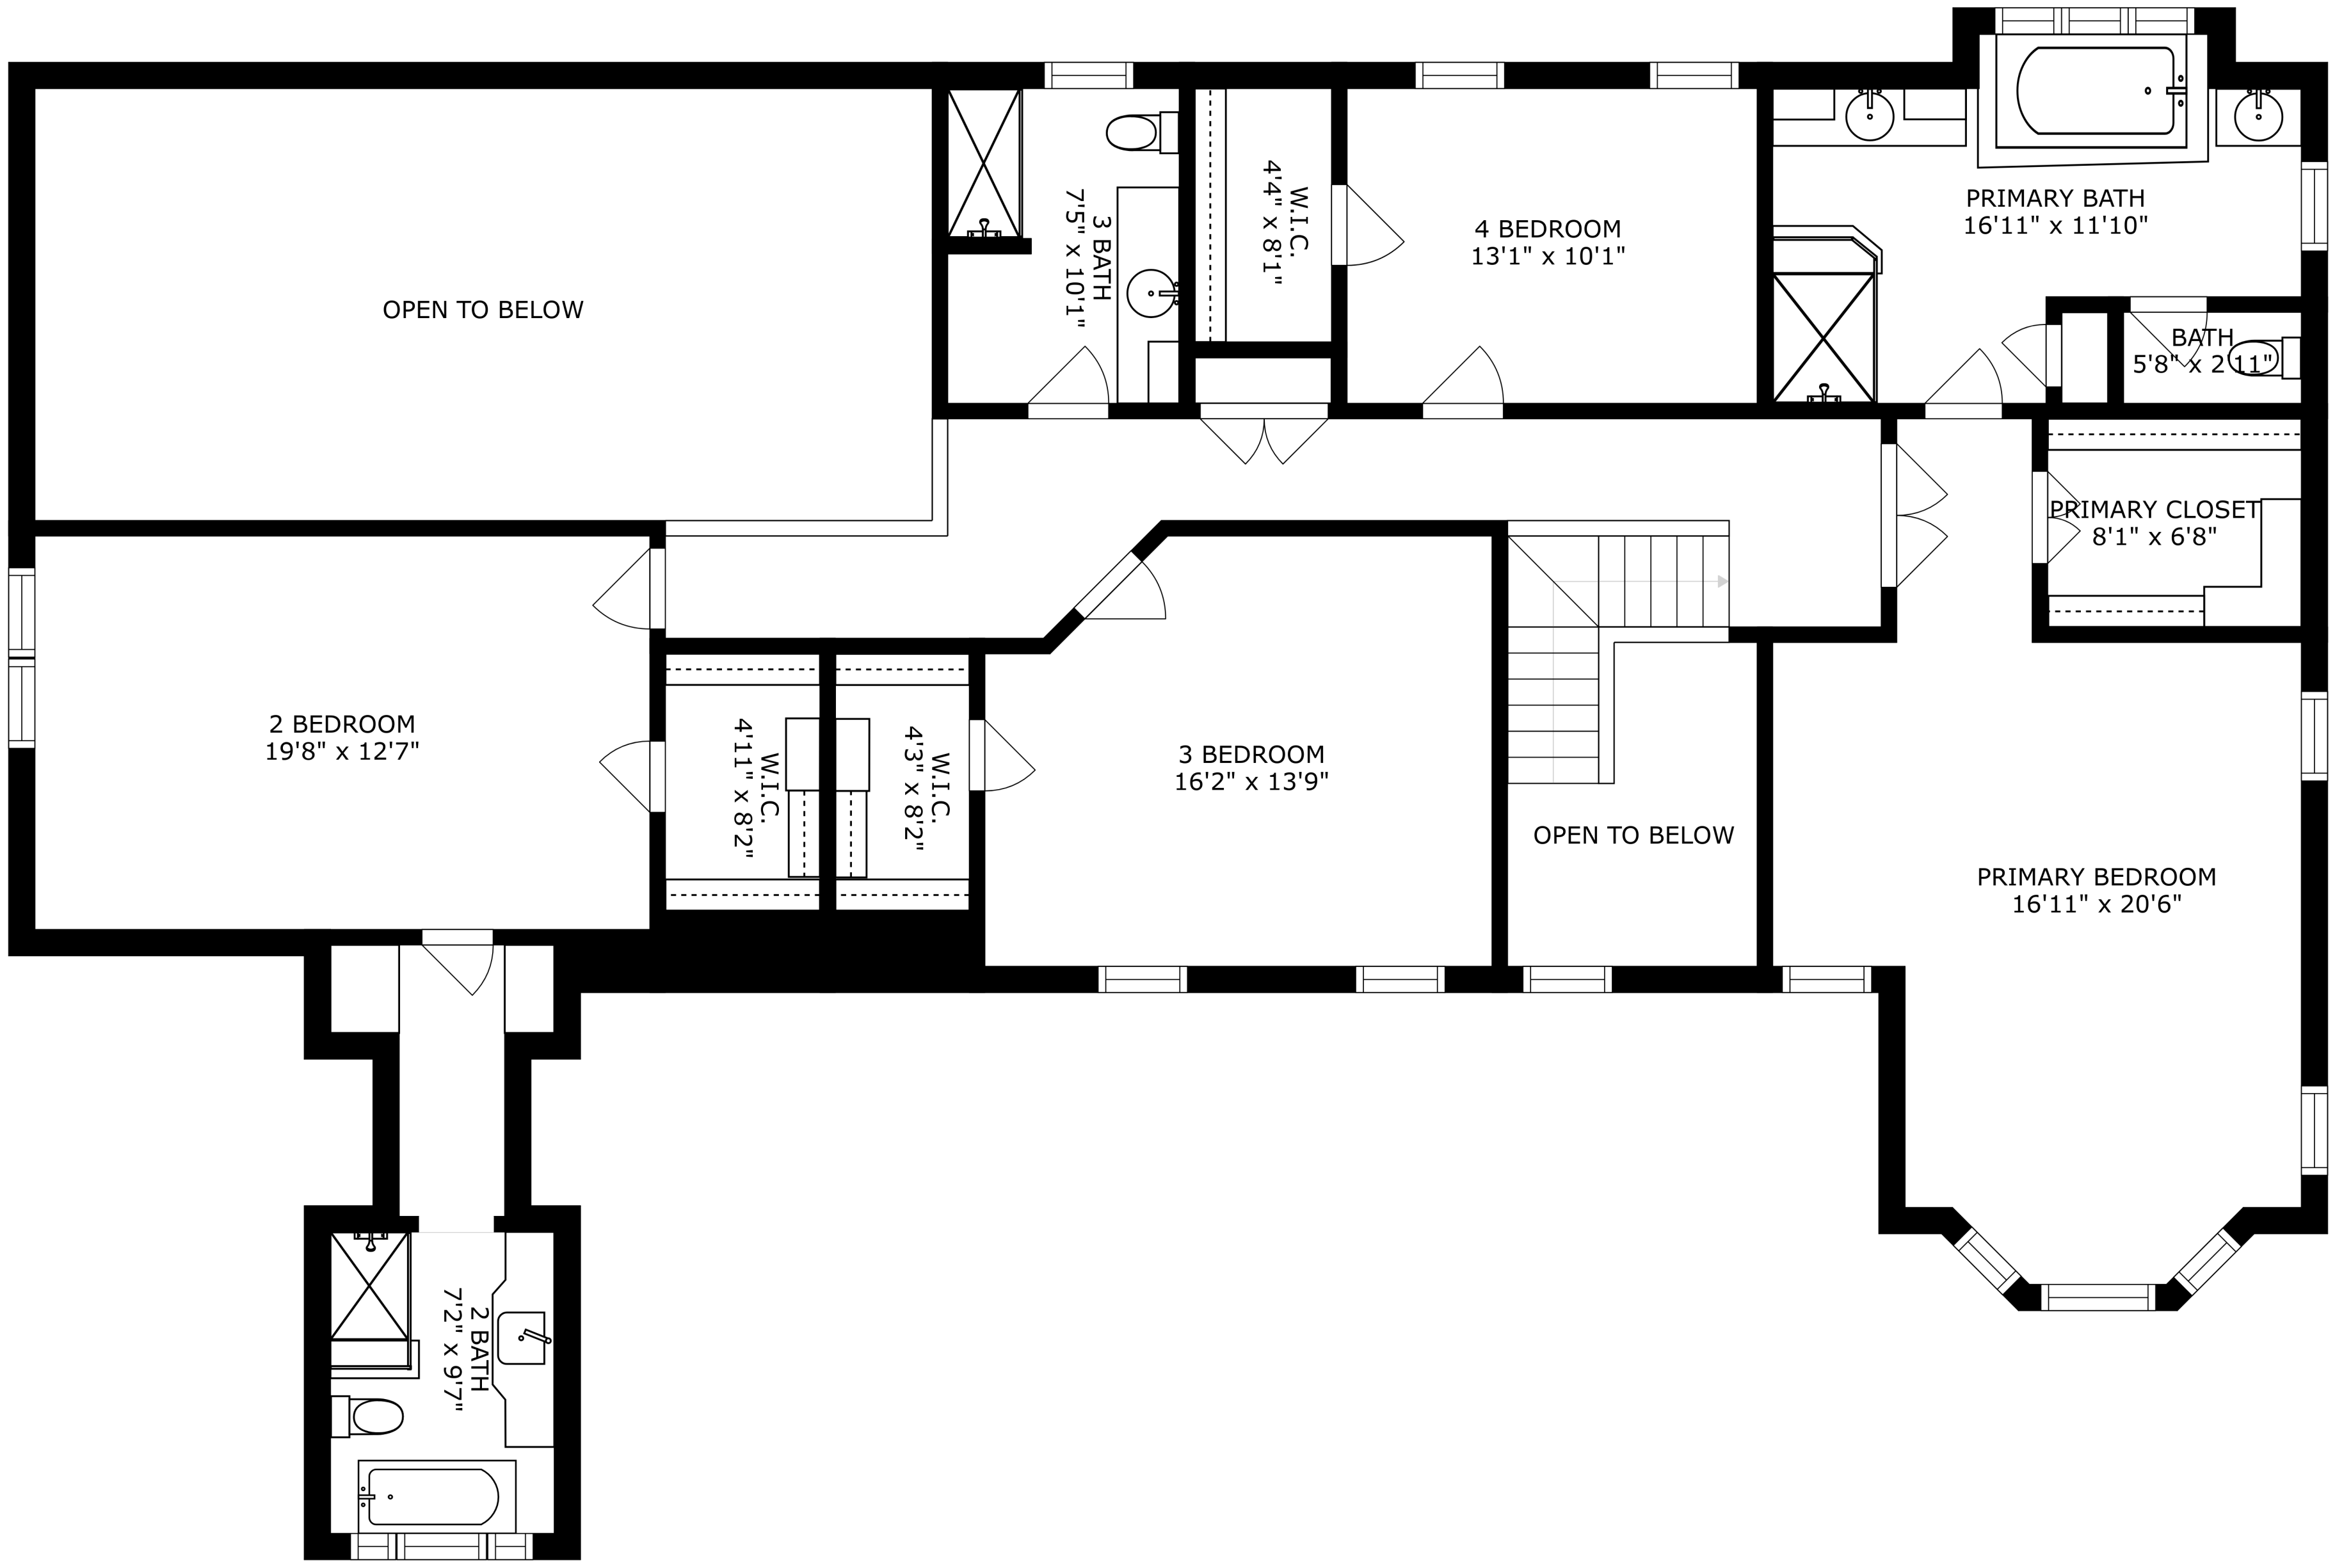 PRIMARY BATH
16'11" x 11'10"
3 BATH
7'5" x 10'1"
W.I.C.
4'4" x 8'1"
4 BEDROOM
13'1" x 10'1"
OPEN TO BELOW
BATH
5'8" x 2'11"
PRIMARY CLOSET
8'1" x 6'8"
2 BEDROOM
19'8" x 12'7"
W.I.C.
4'11" x 8'2"
W.I.C.
4'3" x 8'2"
3 BEDROOM
16'2" x 13'9"
OPEN TO BELOW
PRIMARY BEDROOM
16'11" x 20'6"
2 BATH
7'2" x 9'7"